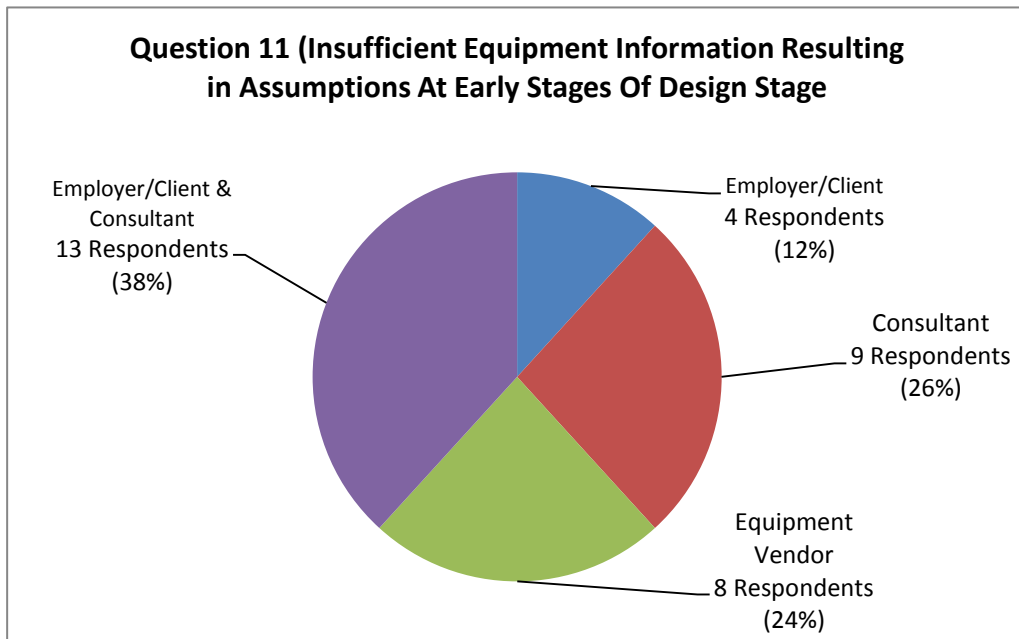 Question 11 (Insufficient Equipment Information Resulting
in Assumptions At Early Stages Of Design Stage
Employer/Client &
Consultant
13 Respondents
(38%)
Employer/Client
4 Respondents
(12%)
Consultant
9 Respondents
(26%)
Equipment
Vendor
8 Respondents
(24%)